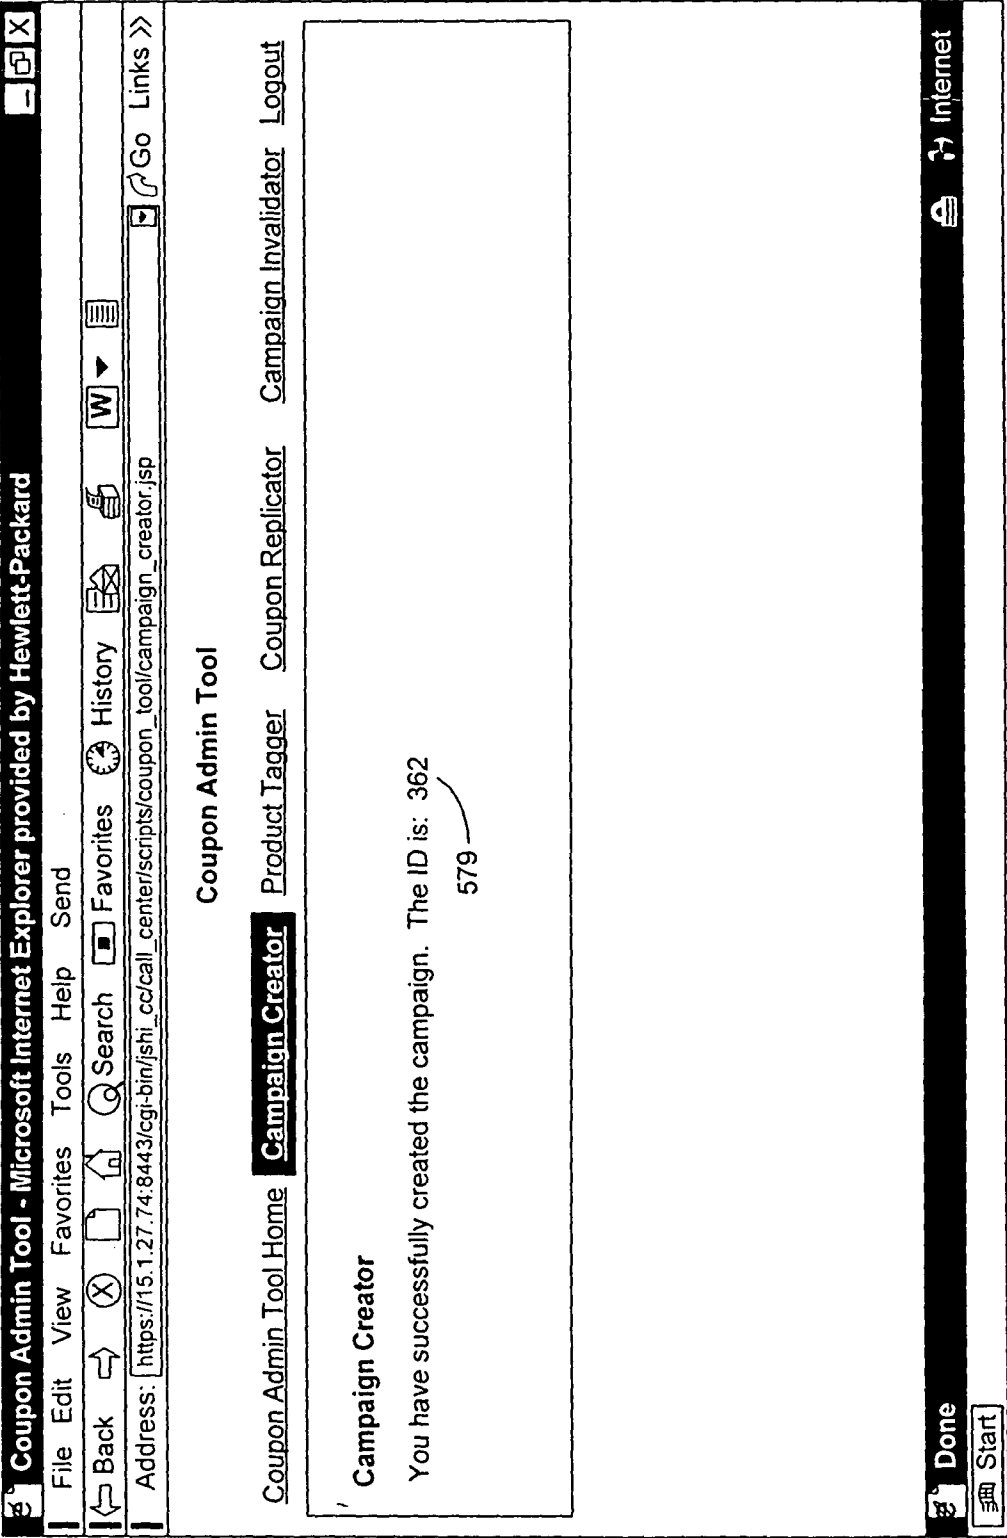 Coupon Admin Tool - Microsoft Internet Explorer provided by Hewlett-Packard
File Edit View Favorites Tools Help Send
Back Search Favorites History W
Address: https://15.1.27.74:8443/cgi-bin/jshi_cc/call_center/scripts/coupon_tool/campaign_creator.jsp Go Links >>
Coupon Admin Tool
Coupon Admin Tool Home Campaign Creator Product Tagger Coupon Replicator Campaign Invalidator Logout
Campaign Creator
You have successfully created the campaign. The ID is: 362
579
Done Internet
Start